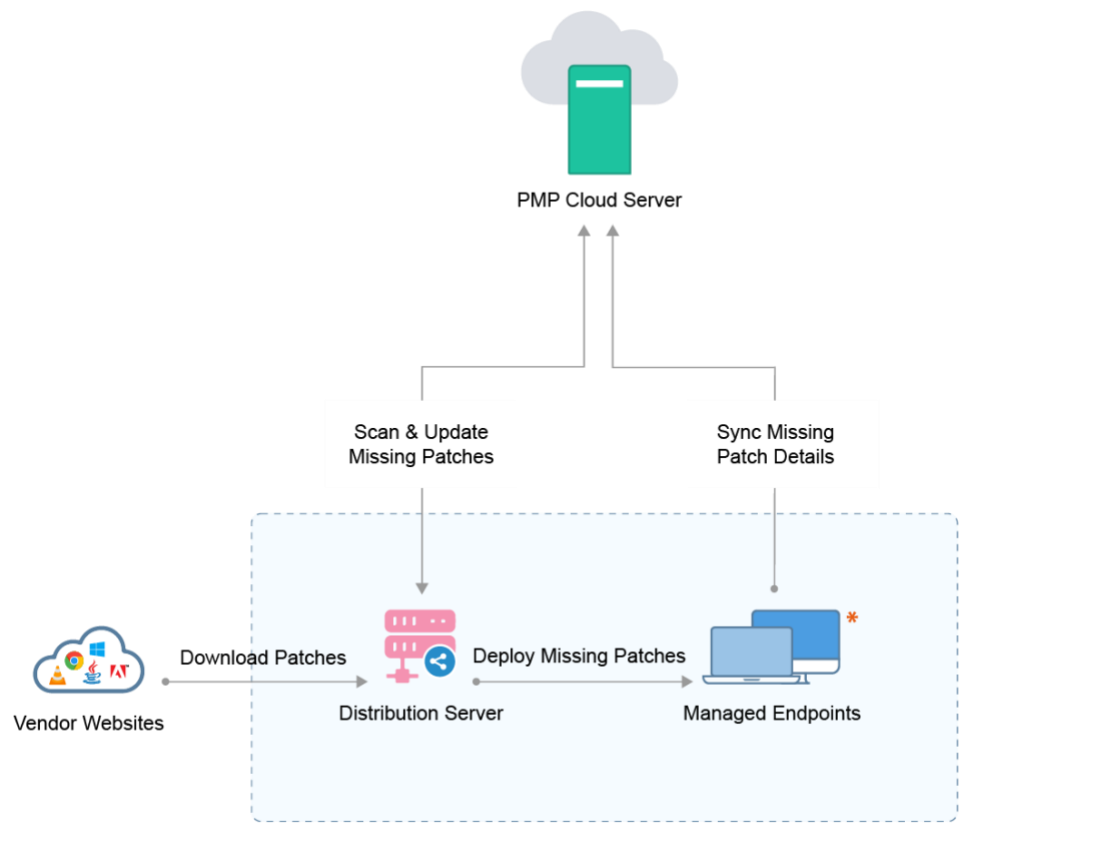 PMP Cloud Server
Scan & Update
Missing Patches
Sync Missing
Patch Details
Download Patches
Deploy Missing Patches
*
Vendor Websites
Distribution Server
Managed Endpoints